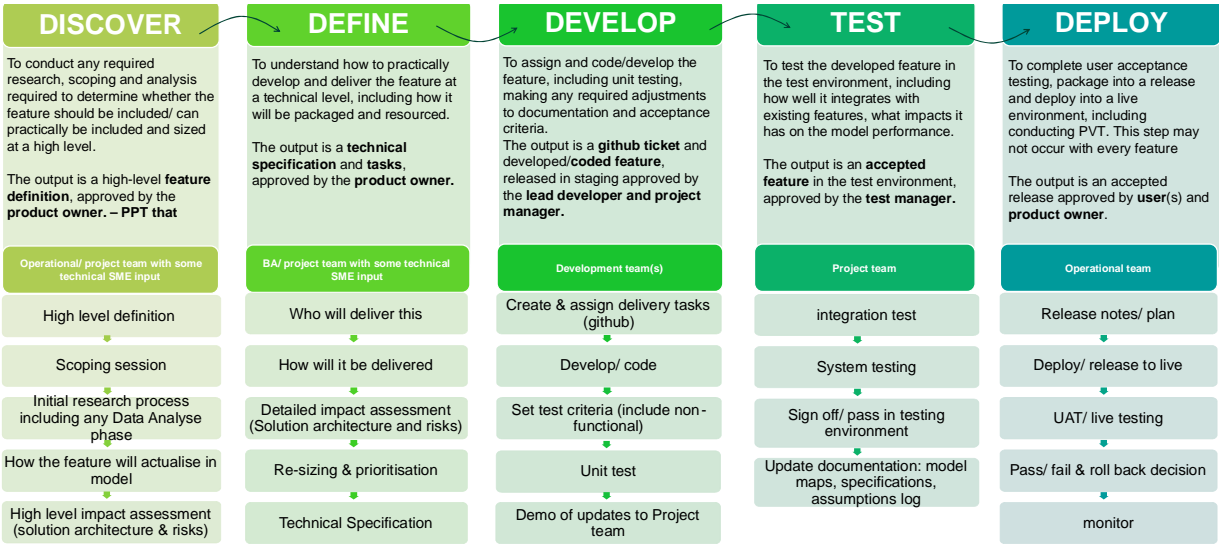 DISCOVER
To conduct any required
research, scoping and analysis
required to determine whether the
feature should be included/ can
practically be included and sized
at a high level.
The output is a high-level feature
definition, approved by the
product owner. – PPT that
Operational/ project team with some
technical SME input
High level definition
Scoping session
Initial research process
including any Data Analyse
phase
How the feature will actualise in
model
High level impact assessment
(solution architecture & risks)
DEFINE
To understand how to practically
develop and deliver the feature at
a technical level, including how it
will be packaged and resourced.
The output is a technical
specification and tasks,
approved by the product owner.
BA/ project team with some technical
SME input
Who will deliver this
How will it be delivered
Detailed impact assessment
(Solution architecture and risks)
Re-sizing & prioritisation
Technical Specification
DEVELOP
To assign and code/develop the
feature, including unit testing,
making any required adjustments
to documentation and acceptance
criteria.
The output is a github ticket and
developed/coded feature,
released in staging approved by
the lead developer and project
manager.
Development team(s)
Create & assign delivery tasks
(github)
Develop/ code
Set test criteria (include non-
functional)
Unit test
Demo of updates to Project
team
TEST
To test the developed feature in
the test environment, including
how well it integrates with
existing features, what impacts it
has on the model performance.
The output is an accepted
feature in the test environment,
approved by the test manager.
Project team
integration test
System testing
Sign off/ pass in testing
environment
Update documentation: model
maps, specifications,
assumptions log
DEPLOY
To complete user acceptance
testing, package into a release
and deploy into a live
environment, including
conducting PVT. This step may
not occur with every feature
The output is an accepted
release approved by user(s) and
product owner.
Operational team
Release notes/ plan
Deploy/ release to live
UAT/ live testing
Pass/ fail & roll back decision
monitor